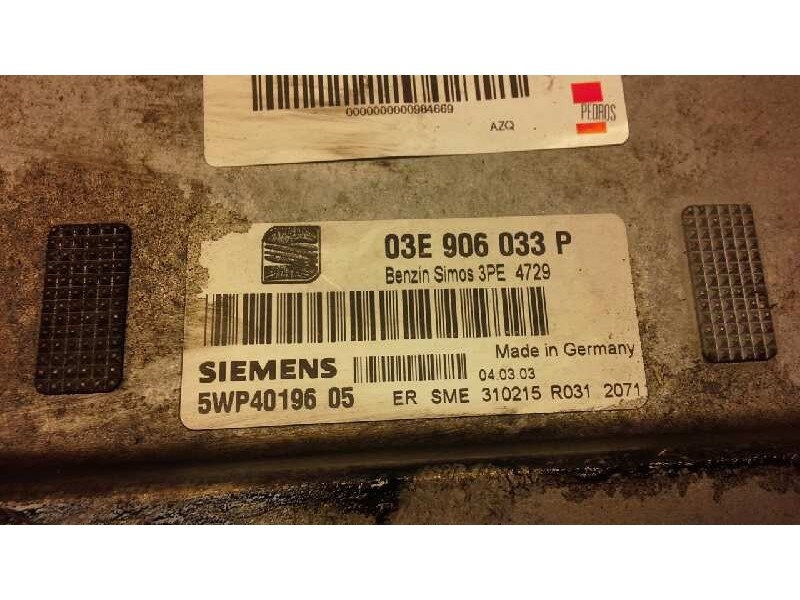 0000000000984669
AZQ
PEDROS
03E 906 033 P
Benzin Simos 3PE 4729
Made in Germany
SIEMENS
04.03.03
5WP40196 05 ER SME 310215 R031 2071